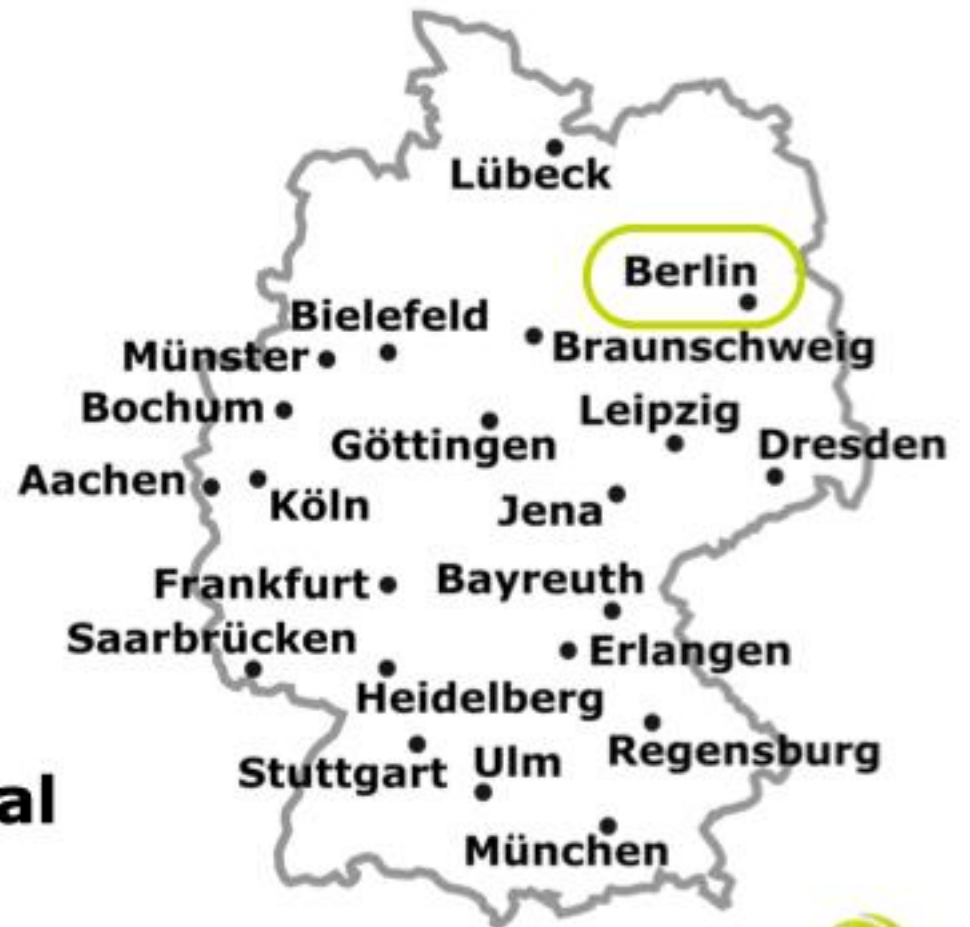 Lübeck
Berlin
Bielefeld
Braunschweig
Münster
Bochum
Leipzig
Göttingen
Dresden
Aachen
Köln
Jena
Frankfurt
Bayreuth
Saarbrücken
Erlangen
Heidelberg
Regensburg
Stuttgart
Ulm
al
München